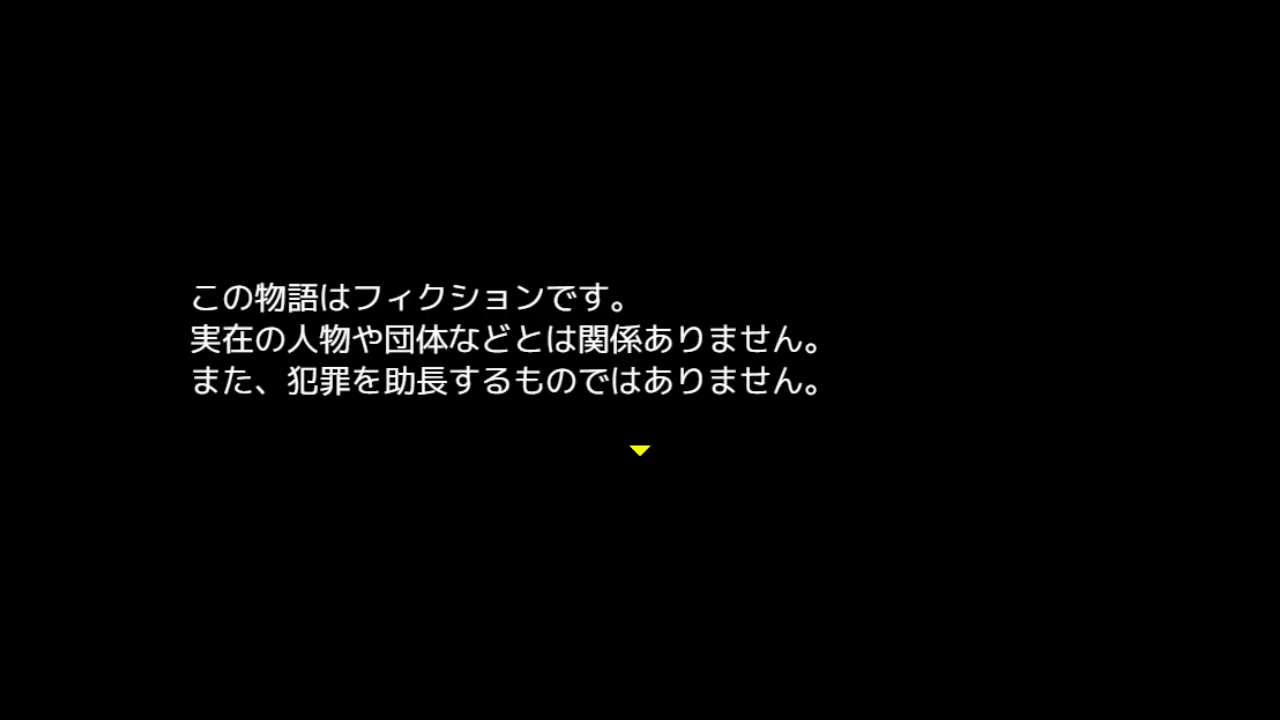 この物語はフィクションです。
実在の人物や団体などとは関係ありません。
また、犯罪を助長するものではありません。